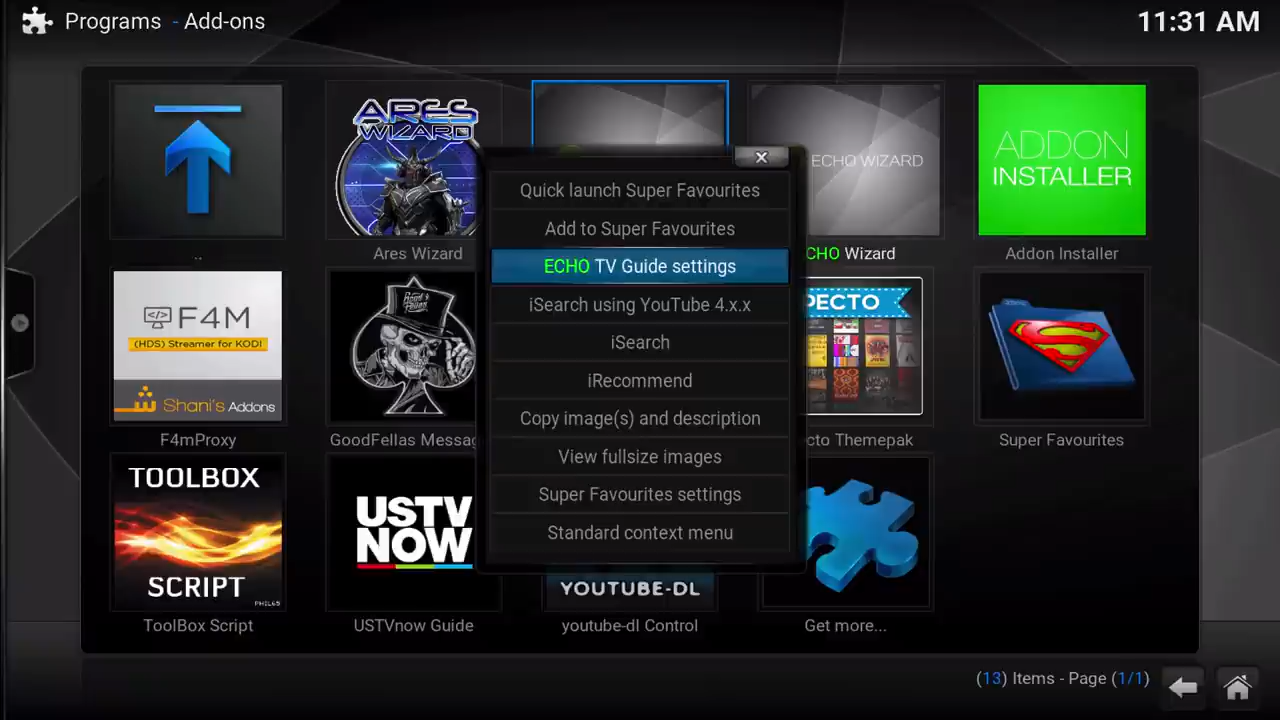 Programs - Add-ons
11:31 AM
ARES
WIZARD
ECHO WIZARD
ADDON
INSTALLER
..
Ares Wizard
CHO Wizard
Addon Installer
Quick launch Super Favourites
Add to Super Favourites
ECHO TV Guide settings
iSearch using YouTube 4.x.x
iSearch
iRecommend
Copy image(s) and description
View fullsize images
Super Favourites settings
Standard context menu
</> F4M
(HDS) Streamer for KODI
Shani's Addons
PECTO
F4mProxy
GoodFellas Messag
cto Themepak
Super Favourites
TOOLBOX
SCRIPT
PHIL65
USTV
NOW
YOUTUBE-DL
ToolBox Script
USTVnow Guide
youtube-dl Control
Get more...
(13) Items - Page (1/1)